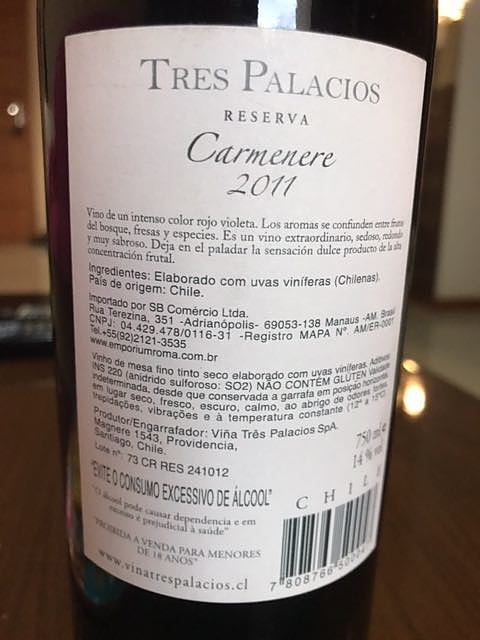 TRES PALACIOS
RESERVA
Carmenere
2011
Vino de un intenso color rojo violeta. Los aromas se confunden entre frutas
del bosque, fresas y especies. Es un vino extraordinario, sedoso, redondo
y muy sabroso. Deja en el paladar la sensación dulce producto de la alta
concentración frutal.
Ingredientes: Elaborado com uvas viníferas (Chilenas).
País de origem: Chile.
Importado por SB Comércio Ltda.
Rua Terezina, 351 -Adrianópolis- 69053-138 Manaus -AM. Brasil
CNPJ: 04.429.478/0116-31 -Registro MAPA Nº. AM/ER-0001
Tel.+55(92)2121-3535
www.emporiumroma.com.br
Vinho de mesa fino tinto seco elaborado com uvas viníferas. Aditivos:
INS 220 (anidrido sulforoso: SO2) NÃO CONTÉM GLÚTEN Validade
indeterminada, desde que conservada a garrafa em posição horizontal,
em lugar seco, fresco, escuro, calmo, ao abrigo de odores fortes,
trepidações, vibrações e à temperatura constante (12° a 15°C).
Produtor/Engarrafador: Viña Três Palacios SpA.
Magnere 1543, Providencia,
Santiago, Chile.
Lote nº: 73 CR RES 241012
750 ml e
14 % vol.
"EVITE O CONSUMO EXCESSIVO DE ÁLCOOL"
"O álcool pode causar dependencia e em
excesso é prejudicial à saúde"
"PROIBIDA A VENDA PARA MENORES
DE 18 ANOS"
www.vinatrespalacios.cl
CHILE
7 808766 50004